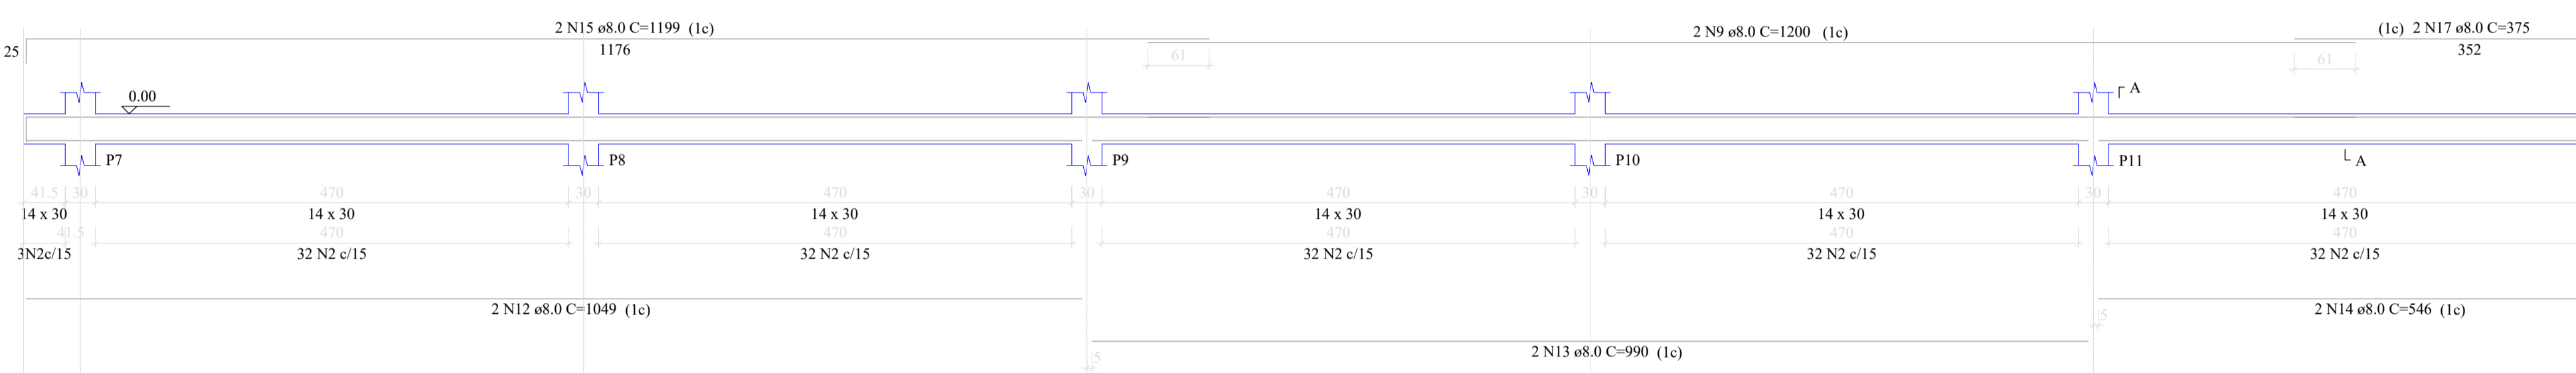 2 N15 ø8.0 C=1199 (1c)
2 N9 ø8.0 C=1200 (1c)
(1c) 2 N17 ø8.0 C=375
25
1176
61
61
352
0.00
A
P7
P8
P9
P10
P11
A
41.5 30 470 30 470 30 470 30 470 30 470
14 x 30 14 x 30 14 x 30 14 x 30 14 x 30 14 x 30
41.5 470 470 470 470 470
3N2c/15 32 N2 c/15 32 N2 c/15 32 N2 c/15 32 N2 c/15 32 N2 c/15
2 N12 ø8.0 C=1049 (1c)
2 N14 ø8.0 C=546 (1c)
5
2 N13 ø8.0 C=990 (1c)
5